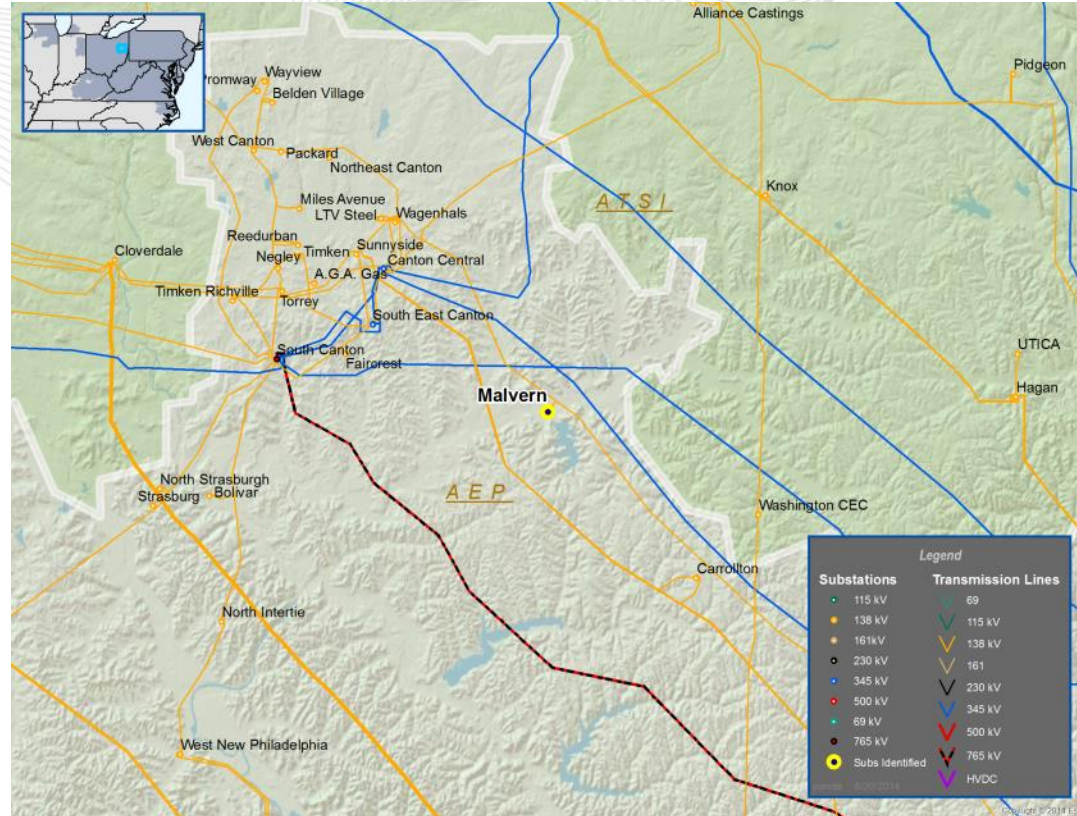 Alliance Castings
Pidgeon
Wayview
Promway
Belden Village
West Canton
Packard
Northeast Canton
Knox
Miles Avenue
LTV Steel
Wagenhals
ATSI
Reedurban
Sunnyside
Cloverdale
Negley
Timken
Canton Central
A.G.A. Gas
Timken Richville
Torrey
South East Canton
UTICA
South Canton
Faircrest
Hagan
Malvern
North Strasburgh
AEP
Strasburg
Bolivar
Washington CEC
Carrollton
North Intertie
West New Philadelphia
Legend
Substations
115 kV
138 kV
161kV
230 kV
345 kV
500 kV
69 kV
765 kV
Subs Identified
Transmission Lines
69
115 kV
138 kV
161
230 kV
345 kV
500 kV
765 kV
HVDC